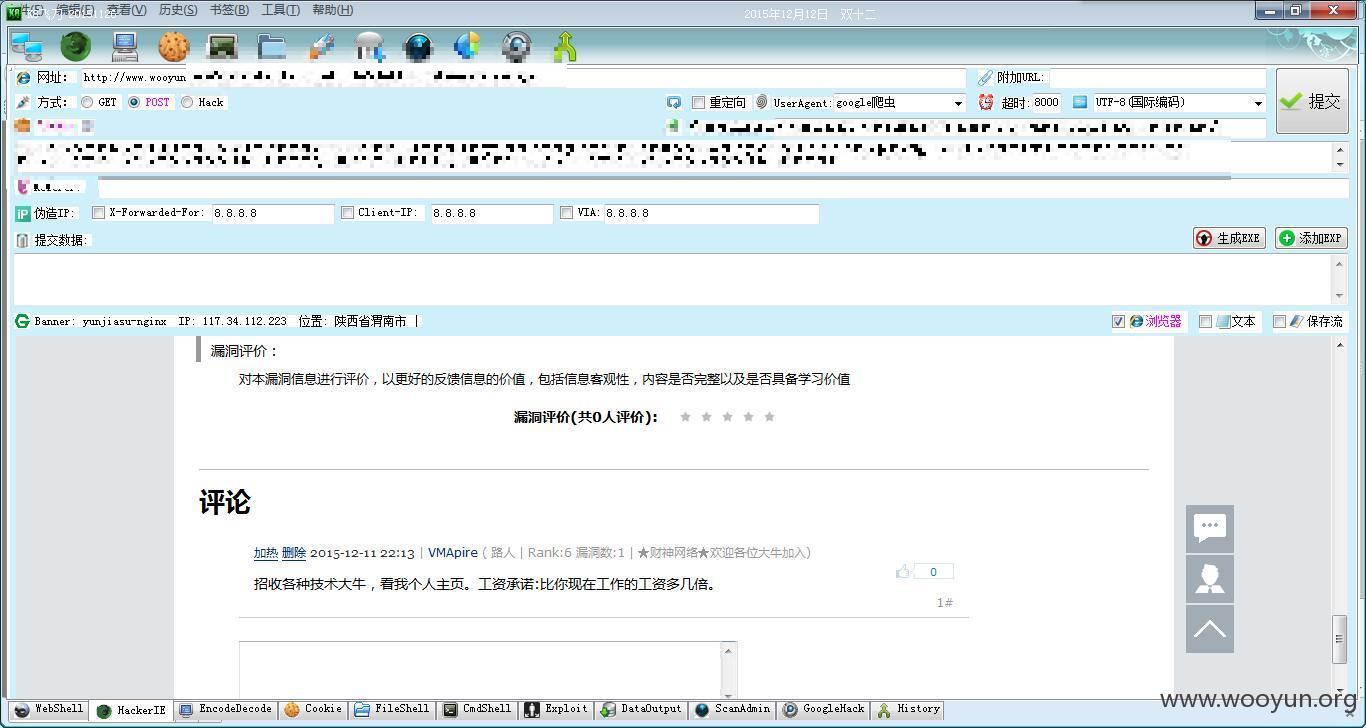 编辑(E) 查看(V) 历史(S) 书签(B) 工具(T) 帮助(H)
2015年12月12日 双十二
网址: http://www.wooyun
附加URL:
方式: GET POST Hack
重定向 UserAgent: google爬虫 超时: 8000 UTF-8(国际编码)
提交
伪造IP: X-Forwarded-For: 8.8.8.8 Client-IP: 8.8.8.8 VIA: 8.8.8.8
提交数据:
生成EXE 添加EXP
Banner: yunjiasu-nginx IP: 117.34.112.223 位置: 陕西省渭南市
浏览器 文本 保存流
漏洞评价：
对本漏洞信息进行评价，以更好的反馈信息的价值，包括信息客观性，内容是否完整以及是否具备学习价值
漏洞评价(共0人评价):
评论
加热 删除 2015-12-11 22:13 | VMApire ( 路人 | Rank:6 漏洞数:1 | ★财神网络★欢迎各位大牛加入)
招收各种技术大牛，看我个人主页。工资承诺:比你现在工作的工资多几倍。
0
1#
www.wooyun.org
WebShell HackerIE EncodeDecode Cookie FileShell CmdShell Exploit DataOutput ScanAdmin GoogleHack History